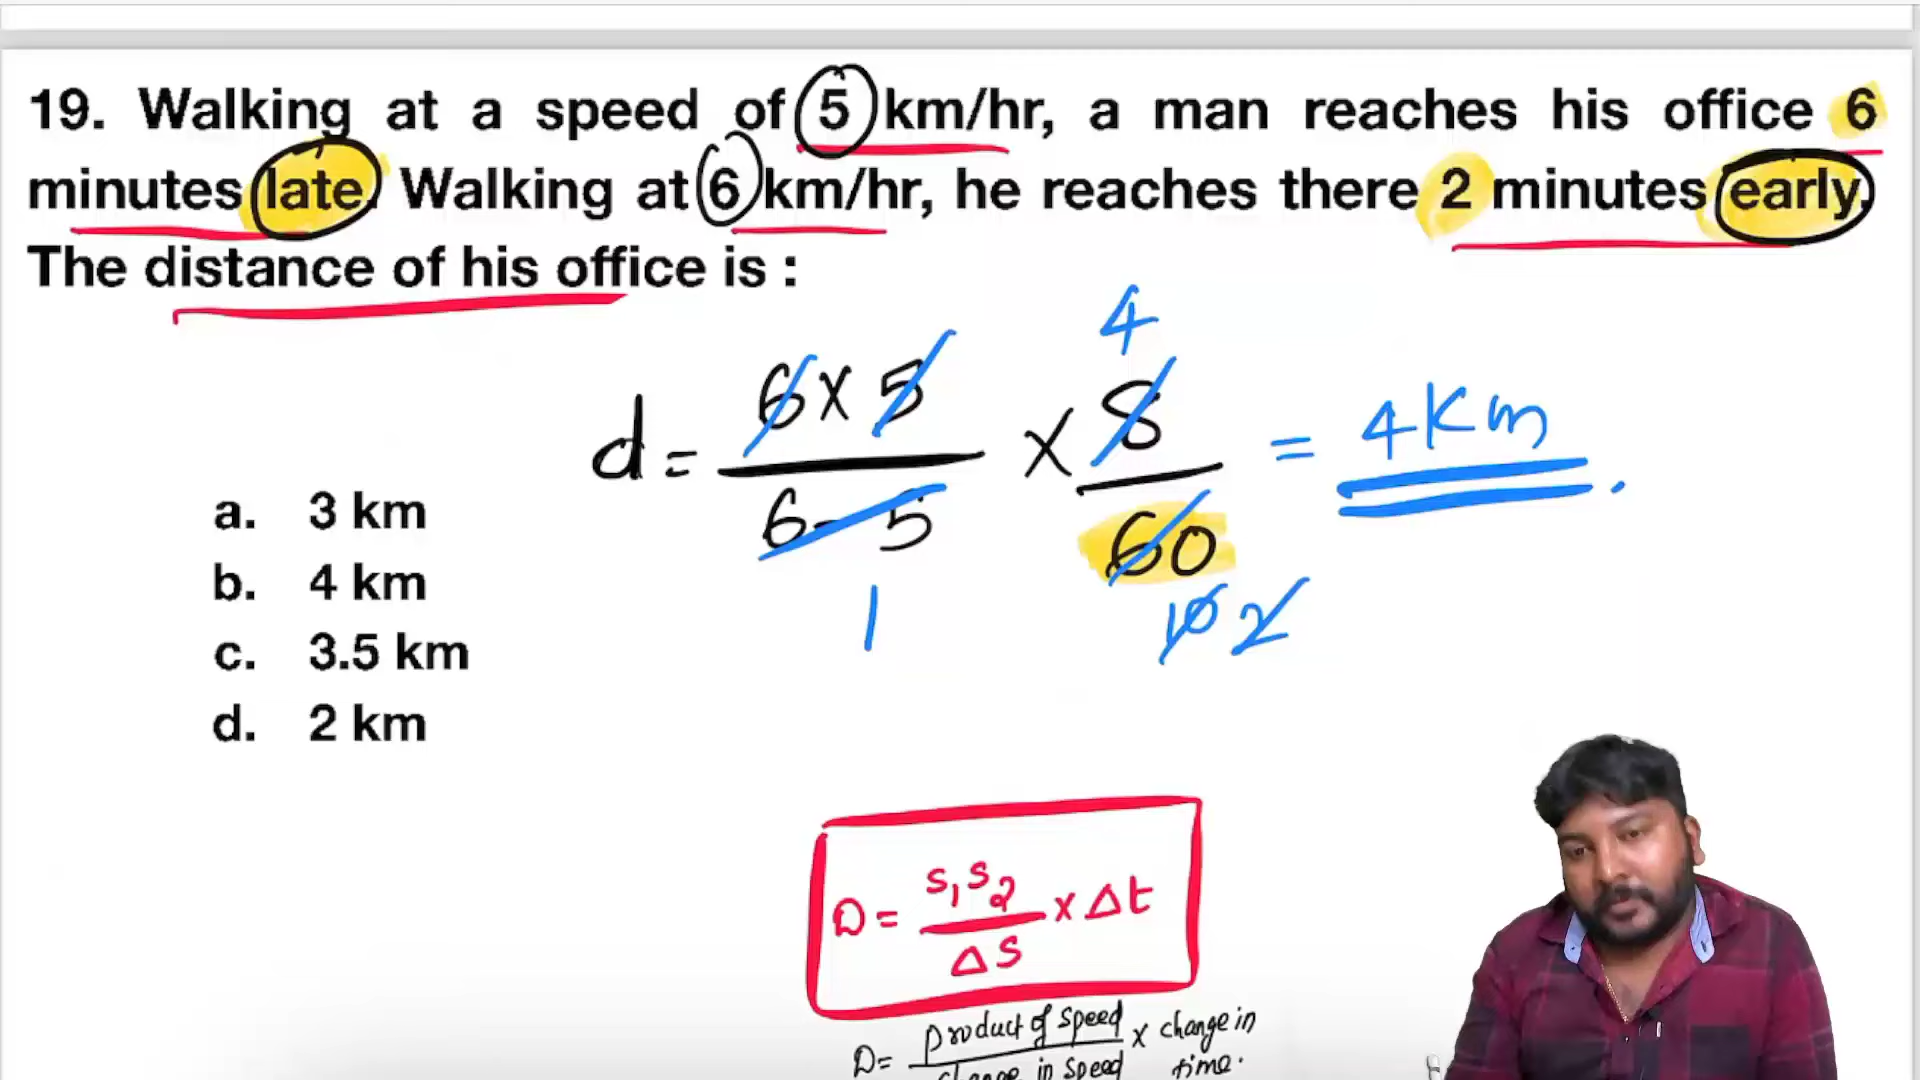 19. Walking at a speed of 5 km/hr, a man reaches his office 6
minutes late. Walking at 6 km/hr, he reaches there 2 minutes early.
The distance of his office is :
a. 3 km
b. 4 km
c. 3.5 km
d. 2 km
4
6 x 5 8
d = x = 4 Km.
6 - 5 60
1 10 2
S1S2
D = x Δt
ΔS
product of speed
D= x change in time.
change in speed